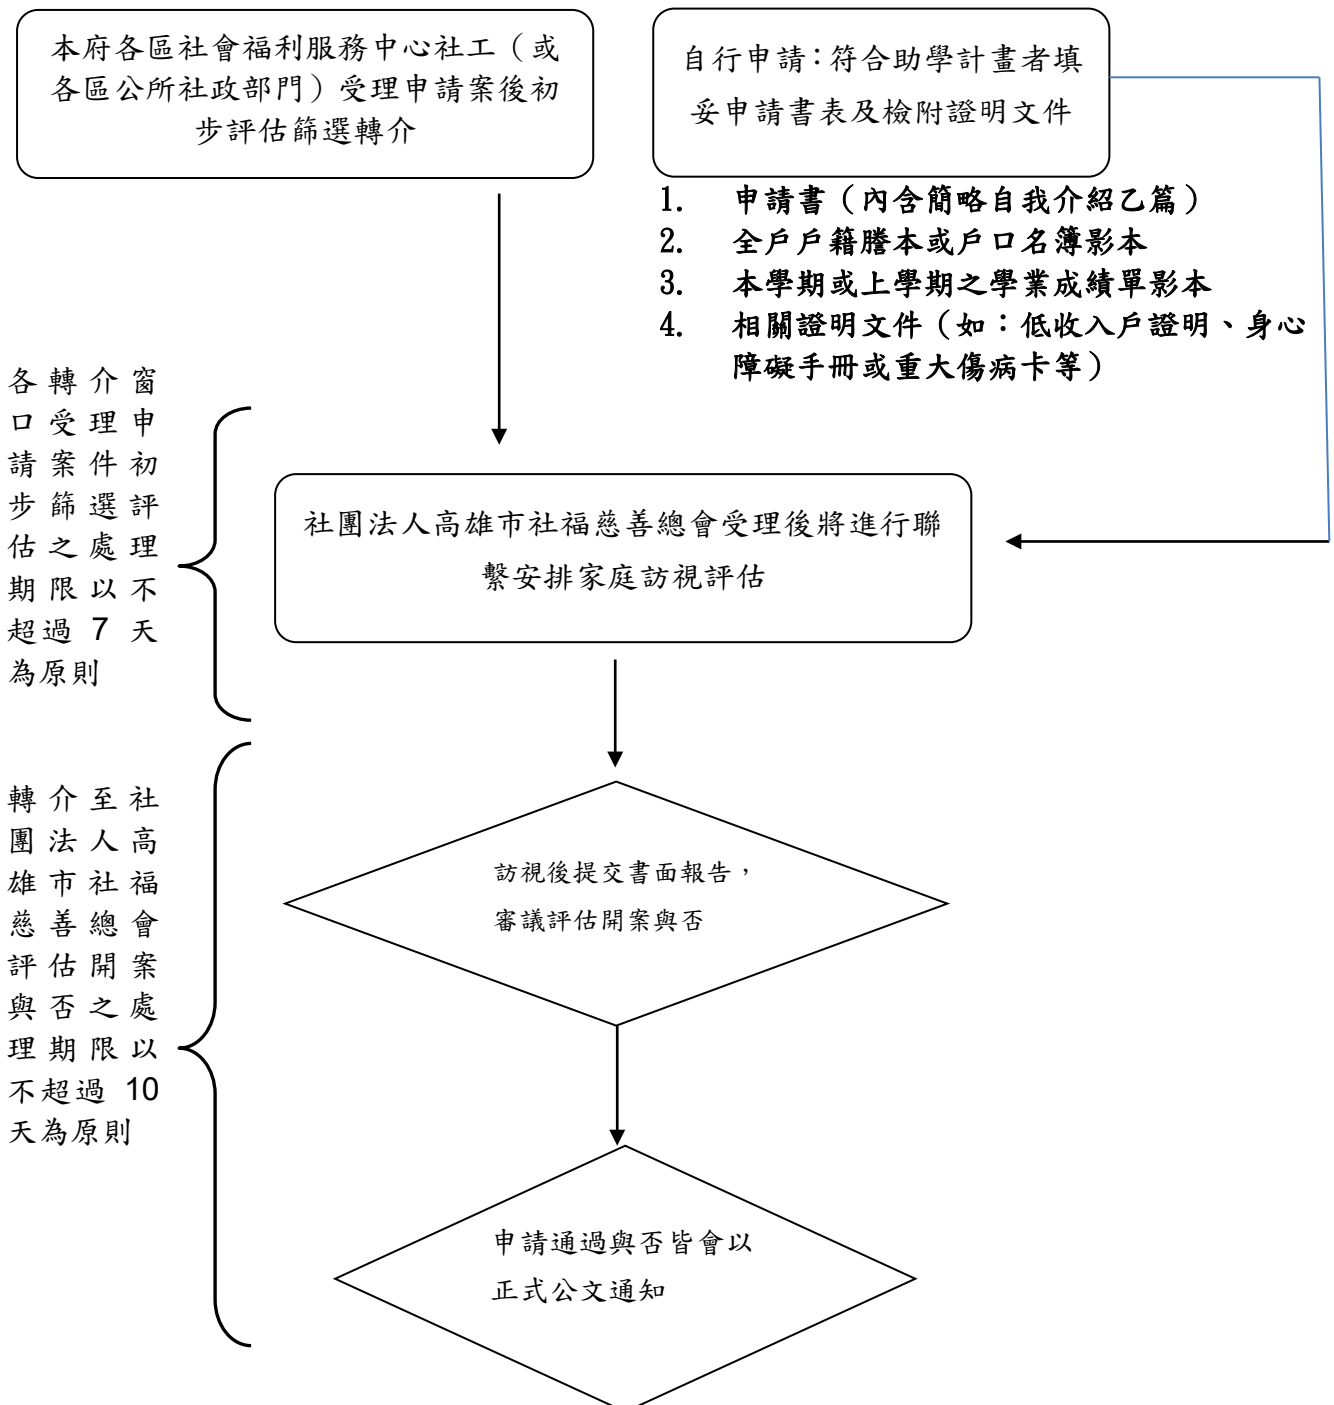 本府各區社會福利服務中心社工（或
各區公所社政部門）受理申請案後初
步評估篩選轉介
自行申請：符合助學計畫者填
妥申請書表及檢附證明文件
1. 申請書（內含簡略自我介紹乙篇）
2. 全戶戶籍謄本或戶口名簿影本
3. 本學期或上學期之學業成績單影本
4. 相關證明文件（如：低收入戶證明、身心
障礙手冊或重大傷病卡等）
各轉介窗
口受理申
請案件初
步篩選評
估之處理
期限以不
超過 7 天
為原則
社團法人高雄市社福慈善總會受理後將進行聯
繫安排家庭訪視評估
轉介至社
團法人高
雄市社福
慈善總會
評估開案
與否之處
理期限以
不超過 10
天為原則
訪視後提交書面報告，
審議評估開案與否
申請通過與否皆會以
正式公文通知